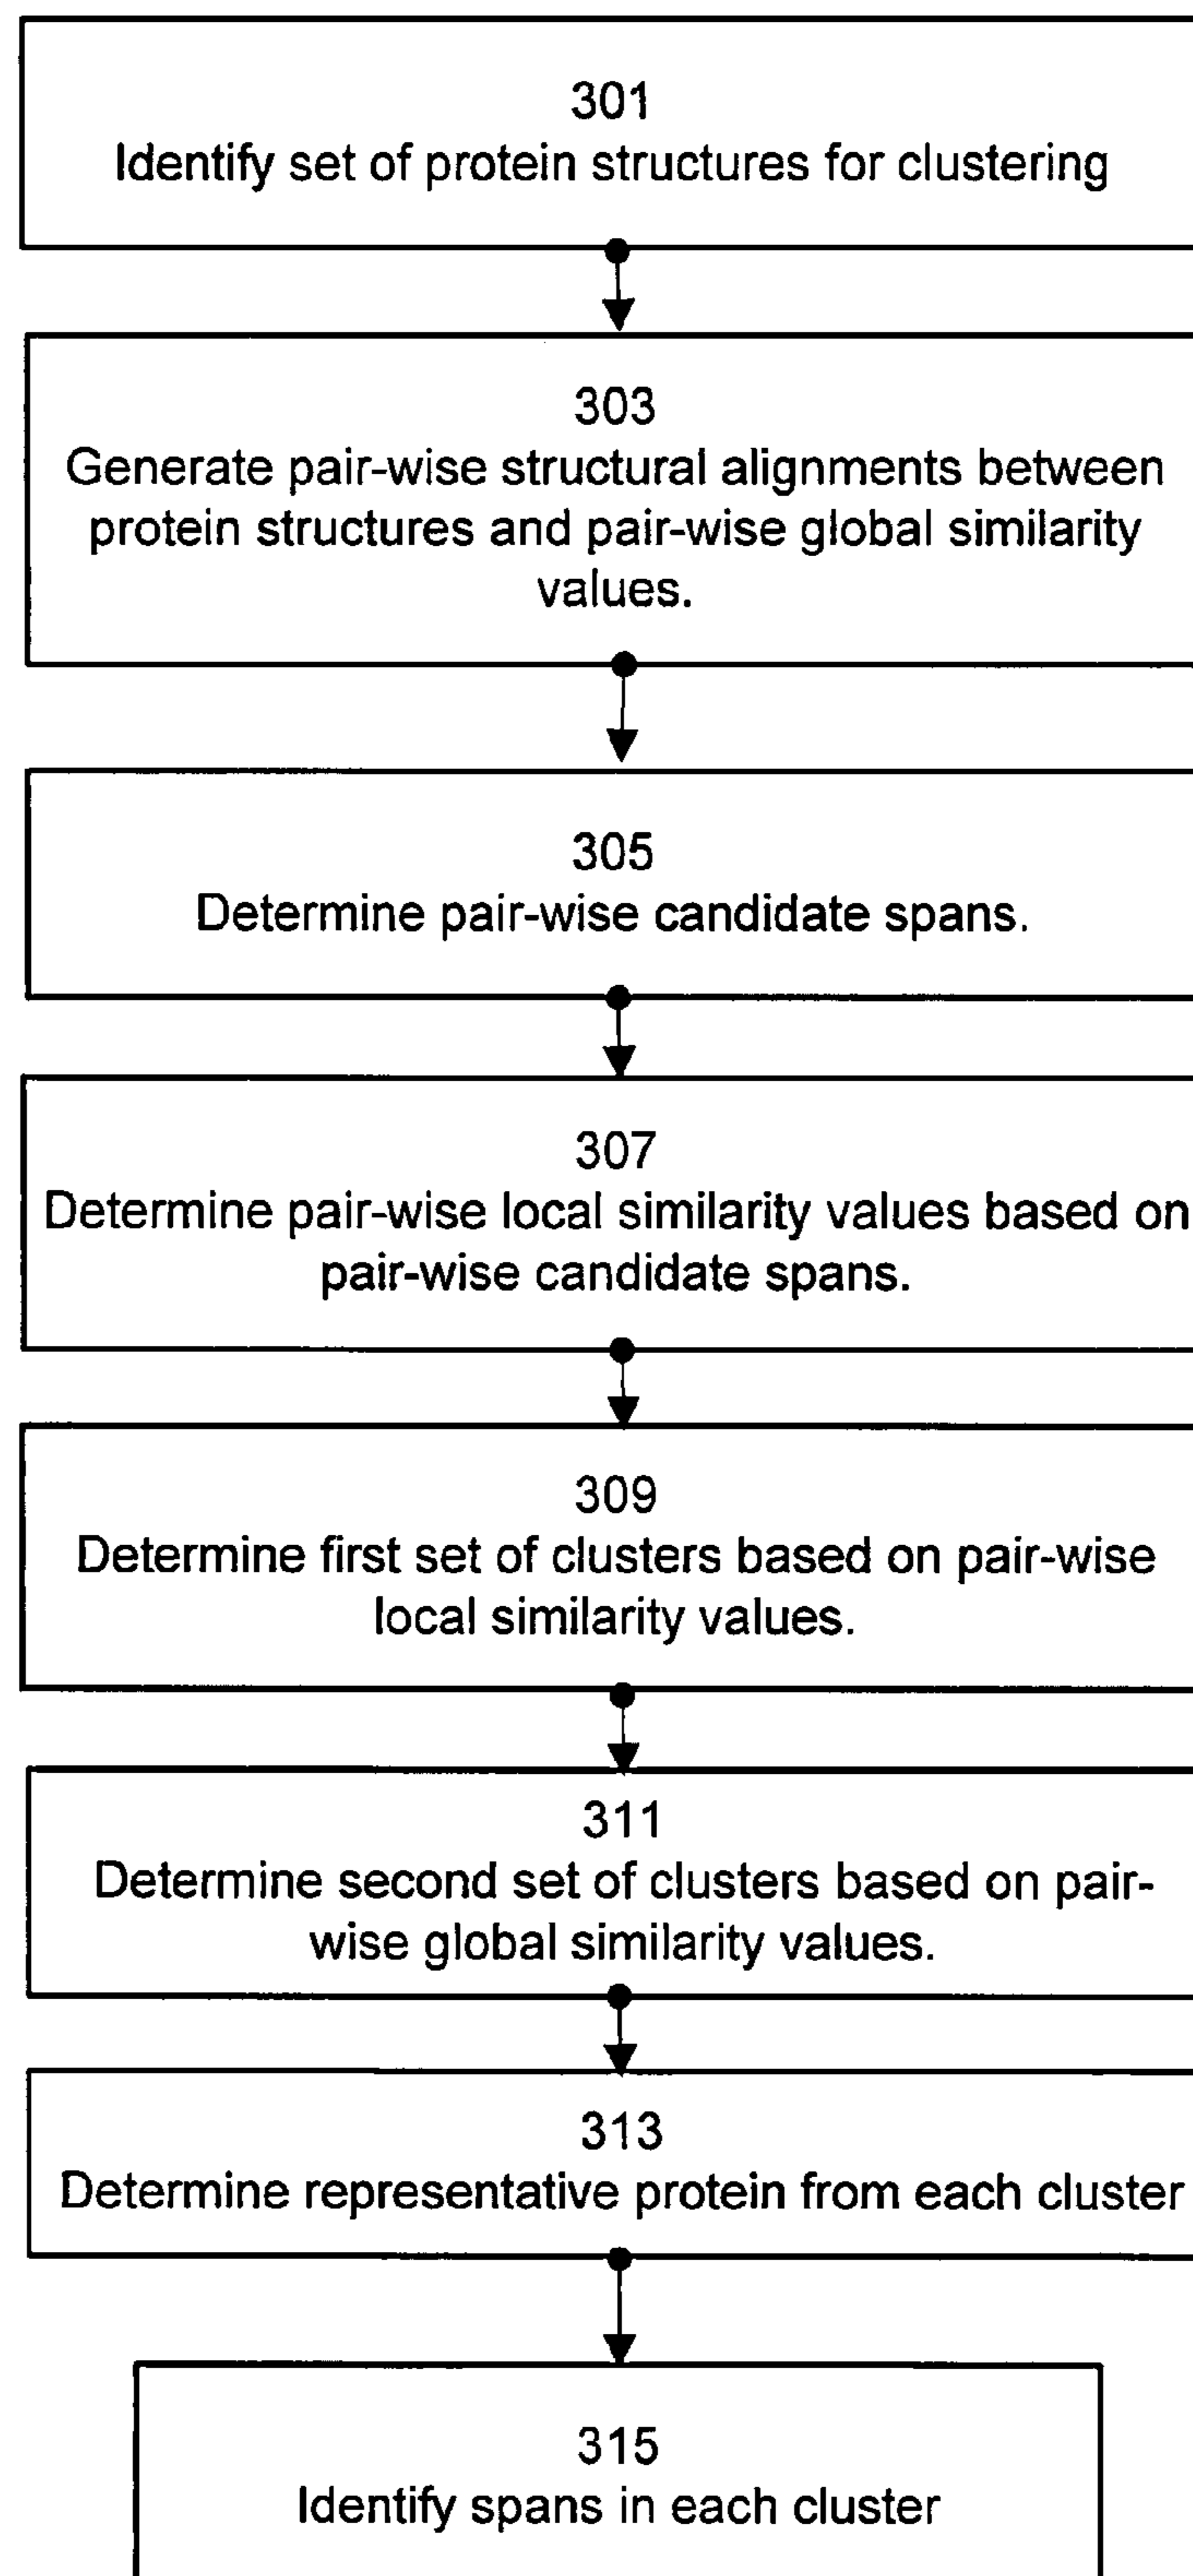 301
Identify set of protein structures for clustering
303
Generate pair-wise structural alignments between
protein structures and pair-wise global similarity
values.
305
Determine pair-wise candidate spans.
307
Determine pair-wise local similarity values based on
pair-wise candidate spans.
309
Determine first set of clusters based on pair-wise
local similarity values.
311
Determine second set of clusters based on pair-
wise global similarity values.
313
Determine representative protein from each cluster
315
Identify spans in each cluster